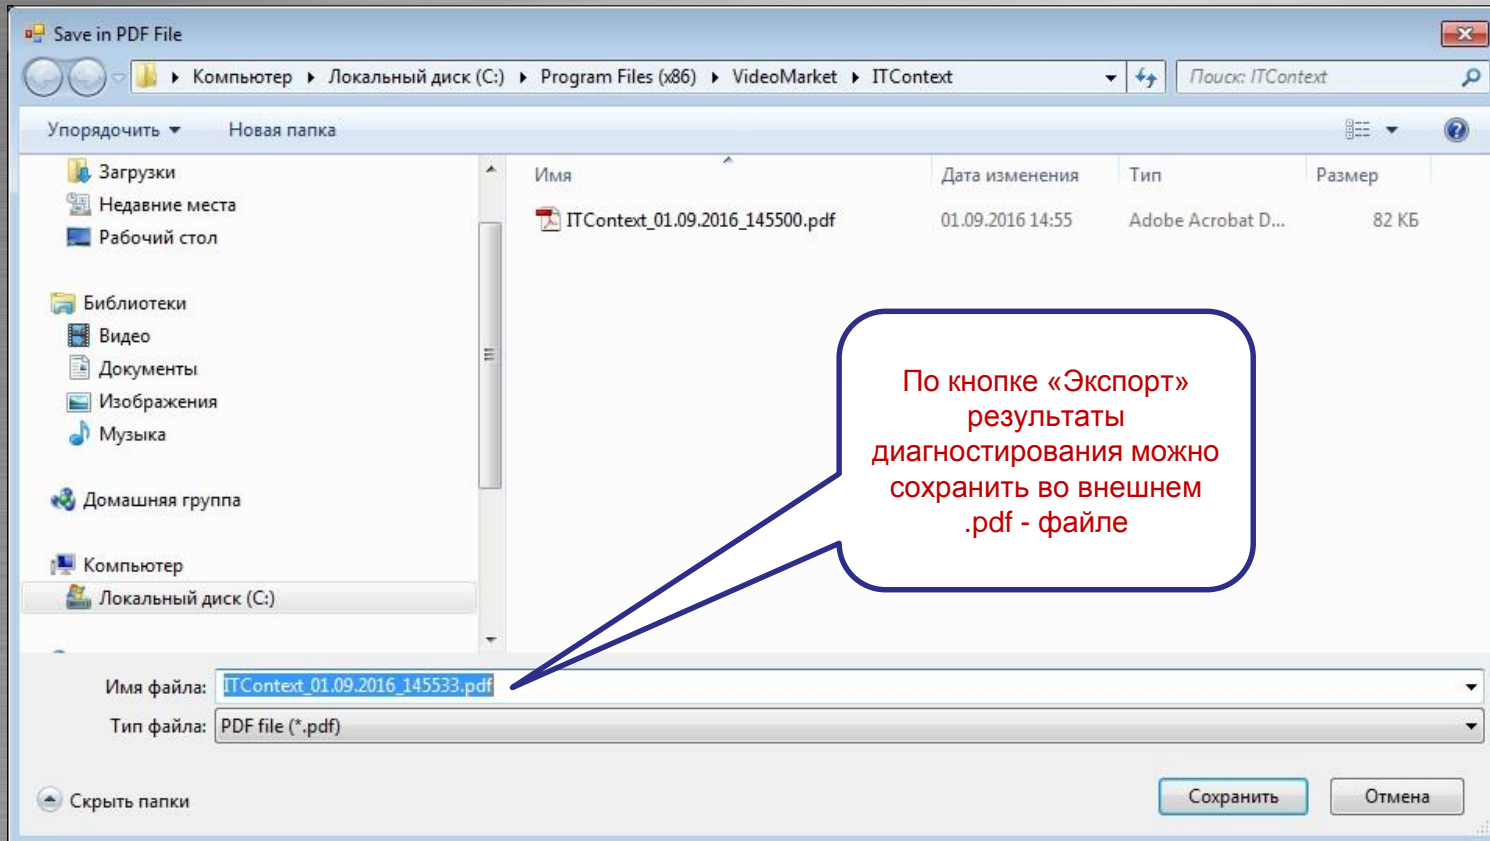 Save in PDF File
Компьютер ▸ Локальный диск (C:) ▸ Program Files (x86) ▸ VideoMarket ▸ ITContext
Поиск: ITContext
Упорядочить Новая папка
Загрузки
Недавние места
Рабочий стол
Библиотеки
Видео
Документы
Изображения
Музыка
Домашняя группа
Компьютер
Локальный диск (C:)
Имя Дата изменения Тип Размер
ITContext_01.09.2016_145500.pdf 01.09.2016 14:55 Adobe Acrobat D... 82 КБ
По кнопке «Экспорт»
результаты
диагностирования можно
сохранить во внешнем
.pdf - файле
Имя файла: ITContext_01.09.2016_145533.pdf
Тип файла: PDF file (*.pdf)
Скрыть папки
Сохранить Отмена